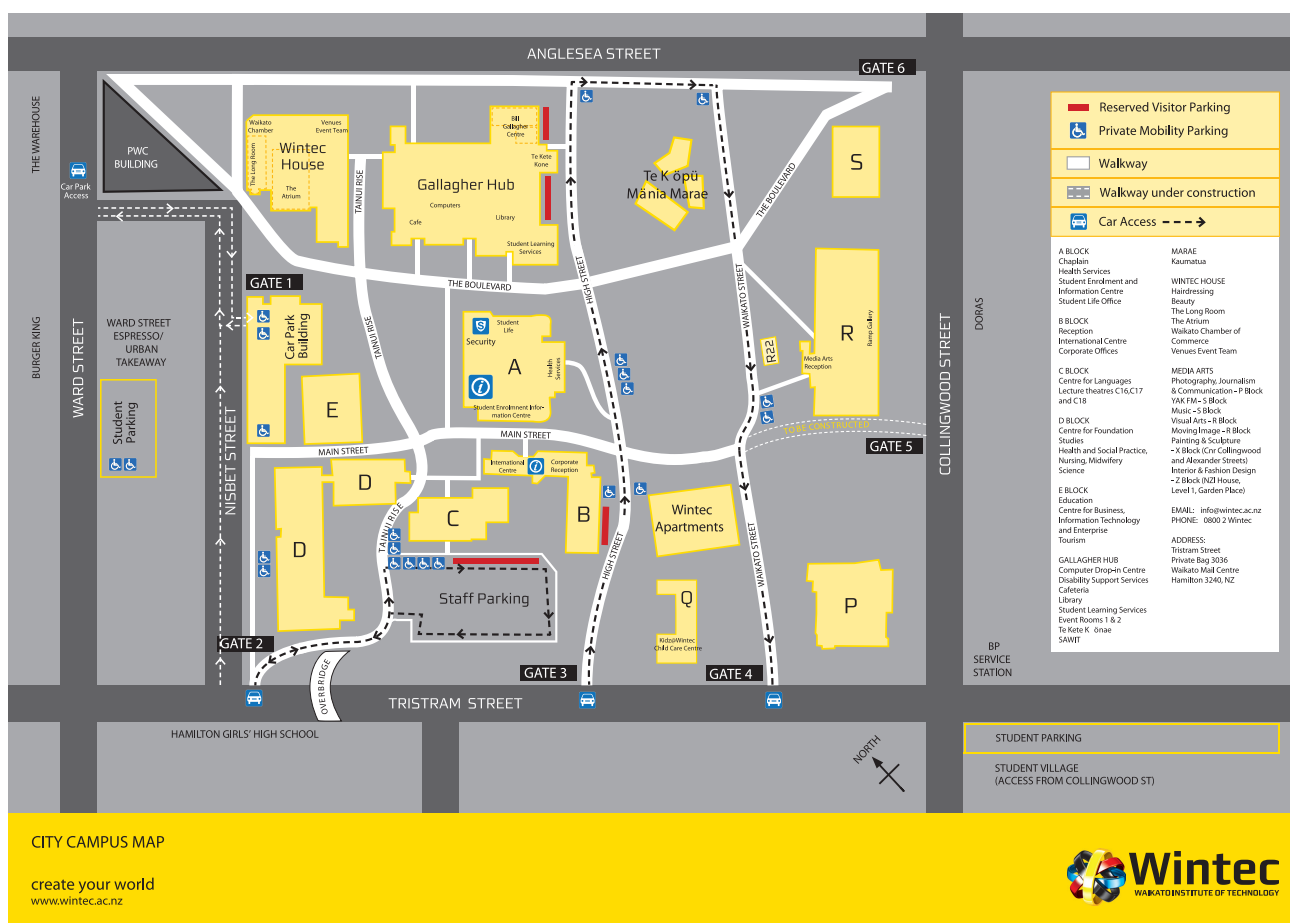 ANGLESEA STREET
GATE 6
THE WAREHOUSE
PWC
BUILDING
Car Park
Access
Waikato
Chamber
Venues
Event Team
The Long Room
Wintec
House
The
Atrium
TAINUI RISE
Bill
Gallagher
Centre
Te Kete
Kone
Gallagher Hub
Computers
Cafe
Library
Student Learning
Services
Te K öpü
Mänia Marae
THE BOULEVARD
S
GATE 1
THE BOULEVARD
HIGH STREET
WAIKATO STREET
BURGER KING
WARD STREET
WARD STREET
ESPRESSO/
URBAN
TAKEAWAY
Student
Parking
NISBET STREET
Car Park
Building
E
TAINUI RISE
Student
Life
Security
A
Health
Services
Student Enrolmnent Infor-
mation Centre
R22
R
Ramp Gallery
Media Arts
Reception
TO BE CONSTRUCTED
GATE 5
COLLINGWOOD STREET
DORAS
MAIN STREET
MAIN STREET
D
D
International
Centre
Corporate
Reception
C
B
Wintec
Apartments
TAINUI RISE
HIGH STREET
WAIKATO STREET
Staff Parking
Q
Kidz@Wintec
Child Care Centre
P
GATE 2
GATE 3
GATE 4
OVERBRIDGE
TRISTRAM STREET
BP
SERVICE
STATION
HAMILTON GIRLS' HIGH SCHOOL
NORTH
STUDENT PARKING
STUDENT VILLAGE
(ACCESS FROM COLLINGWOOD ST)
Reserved Visitor Parking
Private Mobility Parking
Walkway
Walkway under construction
Car Access
A BLOCK
Chaplain
Health Services
Student Enrolment and
Information Centre
Student Life Office
B BLOCK
Reception
International Centre
Corporate Offices
C BLOCK
Centre for Languages
Lecture theatres C16,C17
and C18
D BLOCK
Centre for Foundation
Studies
Health and Social Practice,
Nursing, Midwifery
Science
E BLOCK
Education
Centre for Business,
Information Technology
and Enterprise
Tourism
GALLAGHER HUB
Computer Drop-in Centre
Disability Support Services
Cafeteria
Library
Student Learning Services
Event Rooms 1 & 2
Te Kete K önae
SAWIT
MARAE
Kaumatua
WINTEC HOUSE
Hairdressing
Beauty
The Long Room
The Atrium
Waikato Chamber of
Commerce
Venues Event Team
MEDIA ARTS
Photography, Journalism
& Communication – P Block
YAK FM – S Block
Music – S Block
Visual Arts – R Block
Moving Image – R Block
Painting & Sculpture
– X Block (Cnr Collingwood
and Alexander Streets)
Interior & Fashion Design
– Z Block (NZI House,
Level 1, Garden Place)
EMAIL: info@wintec.ac.nz
PHONE: 0800 2 Wintec
ADDRESS:
Tristram Street
Private Bag 3036
Waikato Mail Centre
Hamilton 3240, NZ
CITY CAMPUS MAP
create your world
www.wintec.ac.nz
Wintec
WAIKATO INSTITUTE OF TECHNOLOGY